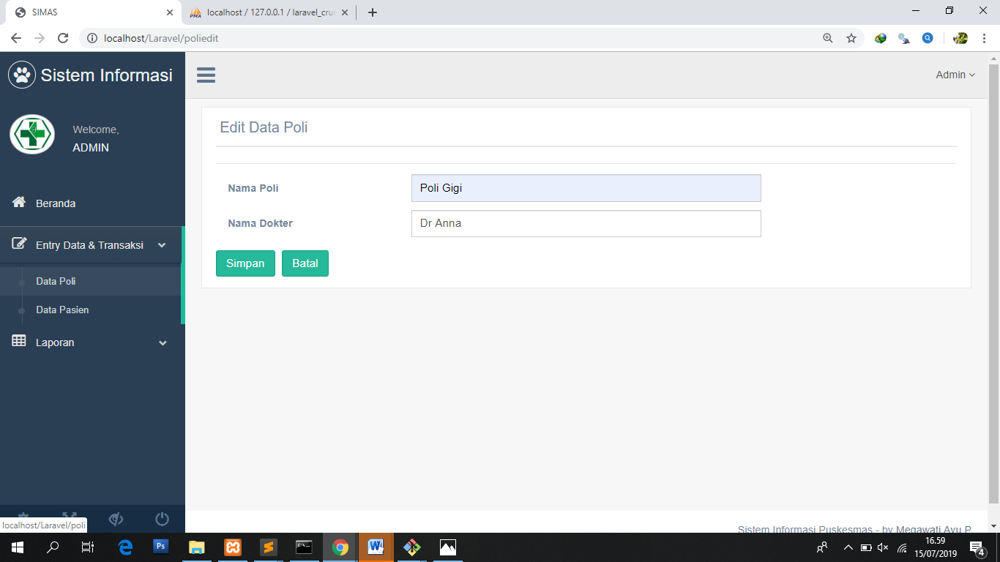 SIMAS
localhost / 127.0.0.1 / laravel_cru
localhost/Laravel/poliedit
Sistem Informasi
Admin
Welcome,
ADMIN
Edit Data Poli
Nama Poli
Poli Gigi
Nama Dokter
Dr Anna
Simpan
Batal
Beranda
Entry Data & Transaksi
Data Poli
Data Pasien
Laporan
localhost/Laravel/poli
Sistem Informasi Puskesmas - by Megawati Ayu P
16.59
15/07/2019
4